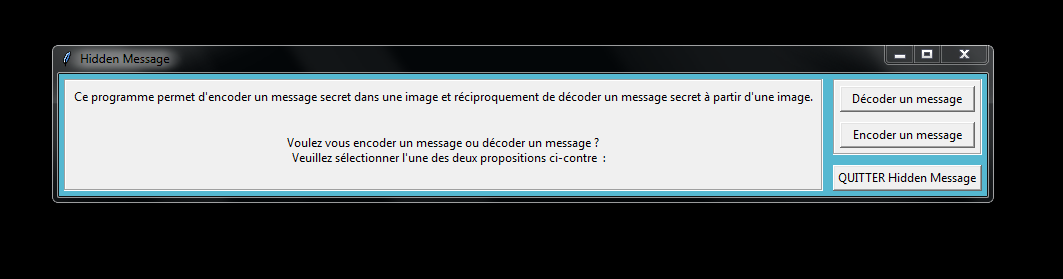 Hidden Message
Ce programme permet d'encoder un message secret dans une image et réciproquement de décoder un message secret à partir d'une image.
Voulez vous encoder un message ou décoder un message ?
Veuillez sélectionner l'une des deux propositions ci-contre :
Décoder un message
Encoder un message
QUITTER Hidden Message